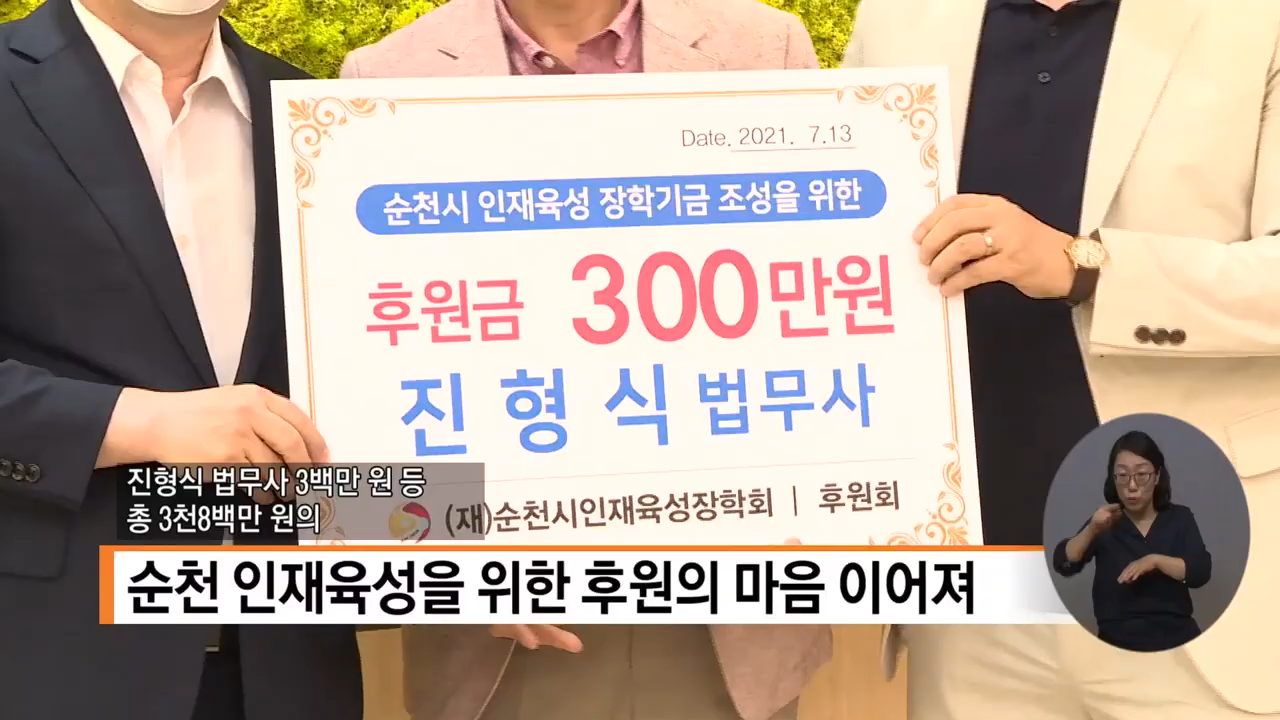 Date. 2021. 7.13
순천시 인재육성 장학기금 조성을 위한
후원금 300만원
진 형 식 법무사
(재)순천시인재육성장학회 | 후원회
진형식 법무사 3백만 원 등
총 3천8백만 원의
순천 인재육성을 위한 후원의 마음 이어져